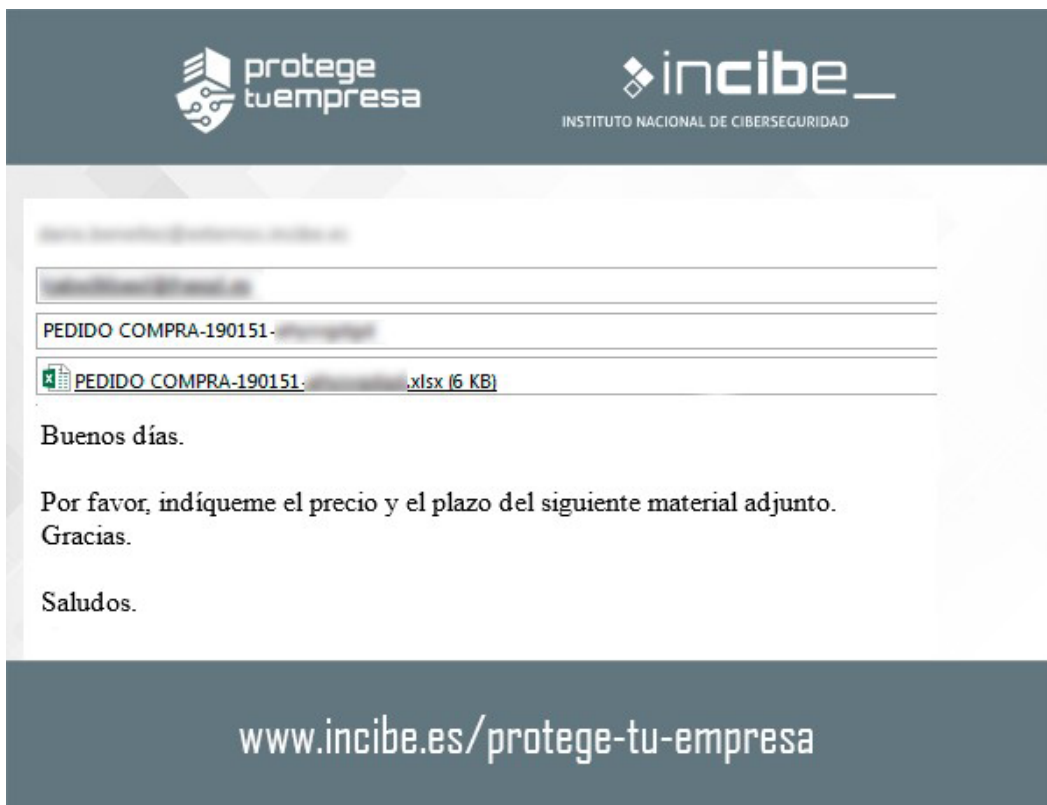 protege
tuempresa
incibe_
INSTITUTO NACIONAL DE CIBERSEGURIDAD
PEDIDO COMPRA-190151-
PEDIDO COMPRA-190151- .xlsx (6 KB)
Buenos días.
Por favor, indíqueme el precio y el plazo del siguiente material adjunto.
Gracias.
Saludos.
www.incibe.es/protege-tu-empresa